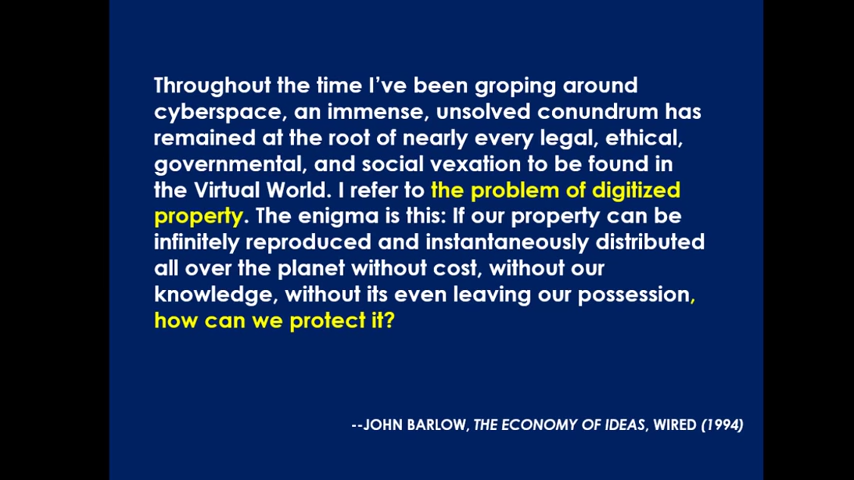 Throughout the time I've been groping around
cyberspace, an immense, unsolved conundrum has
remained at the root of nearly every legal, ethical,
governmental, and social vexation to be found in
the Virtual World. I refer to the problem of digitized
property. The enigma is this: If our property can be
infinitely reproduced and instantaneously distributed
all over the planet without cost, without our
knowledge, without its even leaving our possession,
how can we protect it?
--JOHN BARLOW, THE ECONOMY OF IDEAS, WIRED (1994)